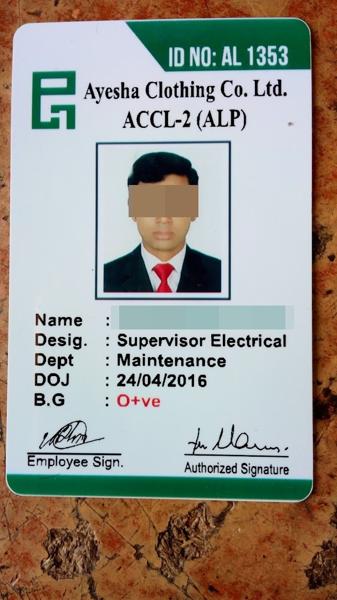 ID NO: AL 1353
Ayesha Clothing Co. Ltd.
ACCL-2 (ALP)
Name :
Desig. : Supervisor Electrical
Dept : Maintenance
DOJ : 24/04/2016
B.G : O+ve
Employee Sign.
Authorized Signature